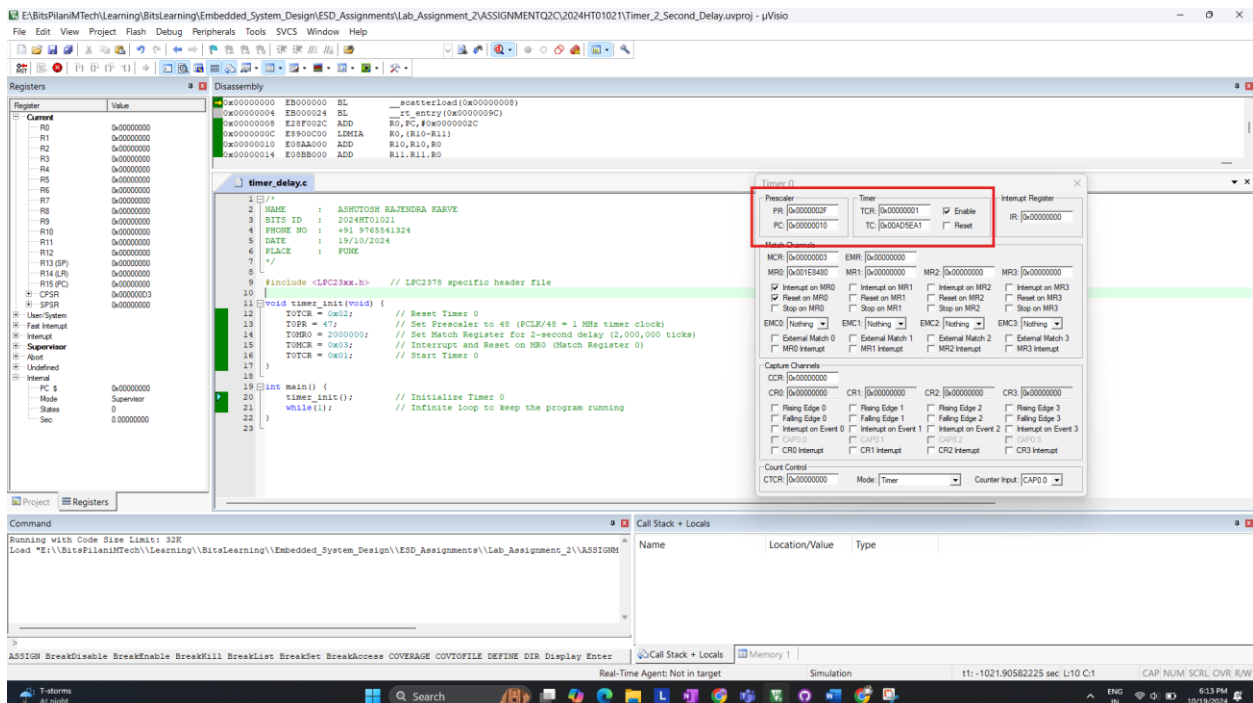 E:\BitsPilaniMTech\Learning\BitsLearning\Embedded_System_Design\ESD_Assignments\Lab_Assignment_2\ASSIGNMENTQ2C\2024HT01021\Timer_2_Second_Delay.uvproj - µVisio
File Edit View Project Flash Debug Peripherals Tools SVCS Window Help
Registers
Register Value
Current
R0 0x00000000
R1 0x00000000
R2 0x00000000
R3 0x00000000
R4 0x00000000
R5 0x00000000
R6 0x00000000
R7 0x00000000
R8 0x00000000
R9 0x00000000
R10 0x00000000
R11 0x00000000
R12 0x00000000
R13 (SP) 0x00000000
R14 (LR) 0x00000000
R15 (PC) 0x00000000
CPSR 0x000000D3
SPSR 0x00000000
User/System
Fast Interrupt
Interrupt
Supervisor
Abort
Undefined
Internal
PC $ 0x00000000
Mode Supervisor
States 0
Sec 0.00000000
Project Registers
Disassembly
0x00000000 EB000000 BL __scatterload(0x00000008)
0x00000004 EB000024 BL __rt_entry(0x0000009C)
0x00000008 E28F002C ADD R0,PC,#0x0000002C
0x0000000C E8900C00 LDMIA R0,{R10-R11}
0x00000010 E08AA000 ADD R10,R10,R0
0x00000014 E08BB000 ADD R11,R11,R0
timer_delay.c
1 /*
2 NAME : ASHUTOSH RAJENDRA KARVE
3 BITS ID : 2024HT01021
4 PHONE NO : +91 9765541324
5 DATE : 19/10/2024
6 PLACE : PUNE
7 */
8
9 #include <LPC23xx.h> // LPC2378 specific header file
10
11 void timer_init(void) {
12 T0TCR = 0x02; // Reset Timer 0
13 T0PR = 47; // Set Prescaler to 48 (PCLK/48 = 1 MHz timer clock)
14 T0MR0 = 2000000; // Set Match Register for 2-second delay (2,000,000 ticks)
15 T0MCR = 0x03; // Interrupt and Reset on MR0 (Match Register 0)
16 T0TCR = 0x01; // Start Timer 0
17 }
18
19 int main() {
20 timer_init(); // Initialize Timer 0
21 while(1); // Infinite loop to keep the program running
22 }
23
Timer 0
Prescaler Timer Interrupt Register
PR: 0x0000002F TCR: 0x00000001 Enable IR: 0x00000000
PC: 0x00000010 TC: 0x00AD5EA1 Reset
Match Channels
MCR: 0x00000003 EMR: 0x00000000
MR0: 0x001E8480 MR1: 0x00000000 MR2: 0x00000000 MR3: 0x00000000
Interrupt on MR0 Interrupt on MR1 Interrupt on MR2 Interrupt on MR3
Reset on MR0 Reset on MR1 Reset on MR2 Reset on MR3
Stop on MR0 Stop on MR1 Stop on MR2 Stop on MR3
EMC0: Nothing EMC1: Nothing EMC2: Nothing EMC3: Nothing
External Match 0 External Match 1 External Match 2 External Match 3
MR0 Interrupt MR1 Interrupt MR2 Interrupt MR3 Interrupt
Capture Channels
CCR: 0x00000000
CR0: 0x00000000 CR1: 0x00000000 CR2: 0x00000000 CR3: 0x00000000
Rising Edge 0 Rising Edge 1 Rising Edge 2 Rising Edge 3
Falling Edge 0 Falling Edge 1 Falling Edge 2 Falling Edge 3
Interrupt on Event 0 Interrupt on Event 1 Interrupt on Event 2 Interrupt on Event 3
CAP0.0 CAP0.1 CAP0.2 CAP0.3
CR0 Interrupt CR1 Interrupt CR2 Interrupt CR3 Interrupt
Count Control
CTCR: 0x00000000 Mode: Timer Counter Input: CAP0.0
Command
Running with Code Size Limit: 32K
Load "E:\\BitsPilaniMTech\\Learning\\BitsLearning\\Embedded_System_Design\\ESD_Assignments\\Lab_Assignment_2\\ASSIGNM
>
ASSIGN BreakDisable BreakEnable BreakKill BreakList BreakSet BreakAccess COVERAGE COVTOFILE DEFINE DIR Display Enter
Call Stack + Locals
Name Location/Value Type
Call Stack + Locals Memory 1
Real-Time Agent: Not in target Simulation t1: -1021.90582225 sec L:10 C:1 CAP NUM SCRL OVR R/W
T-storms
At night
Search
ENG
IN
6:13 PM
10/19/2024